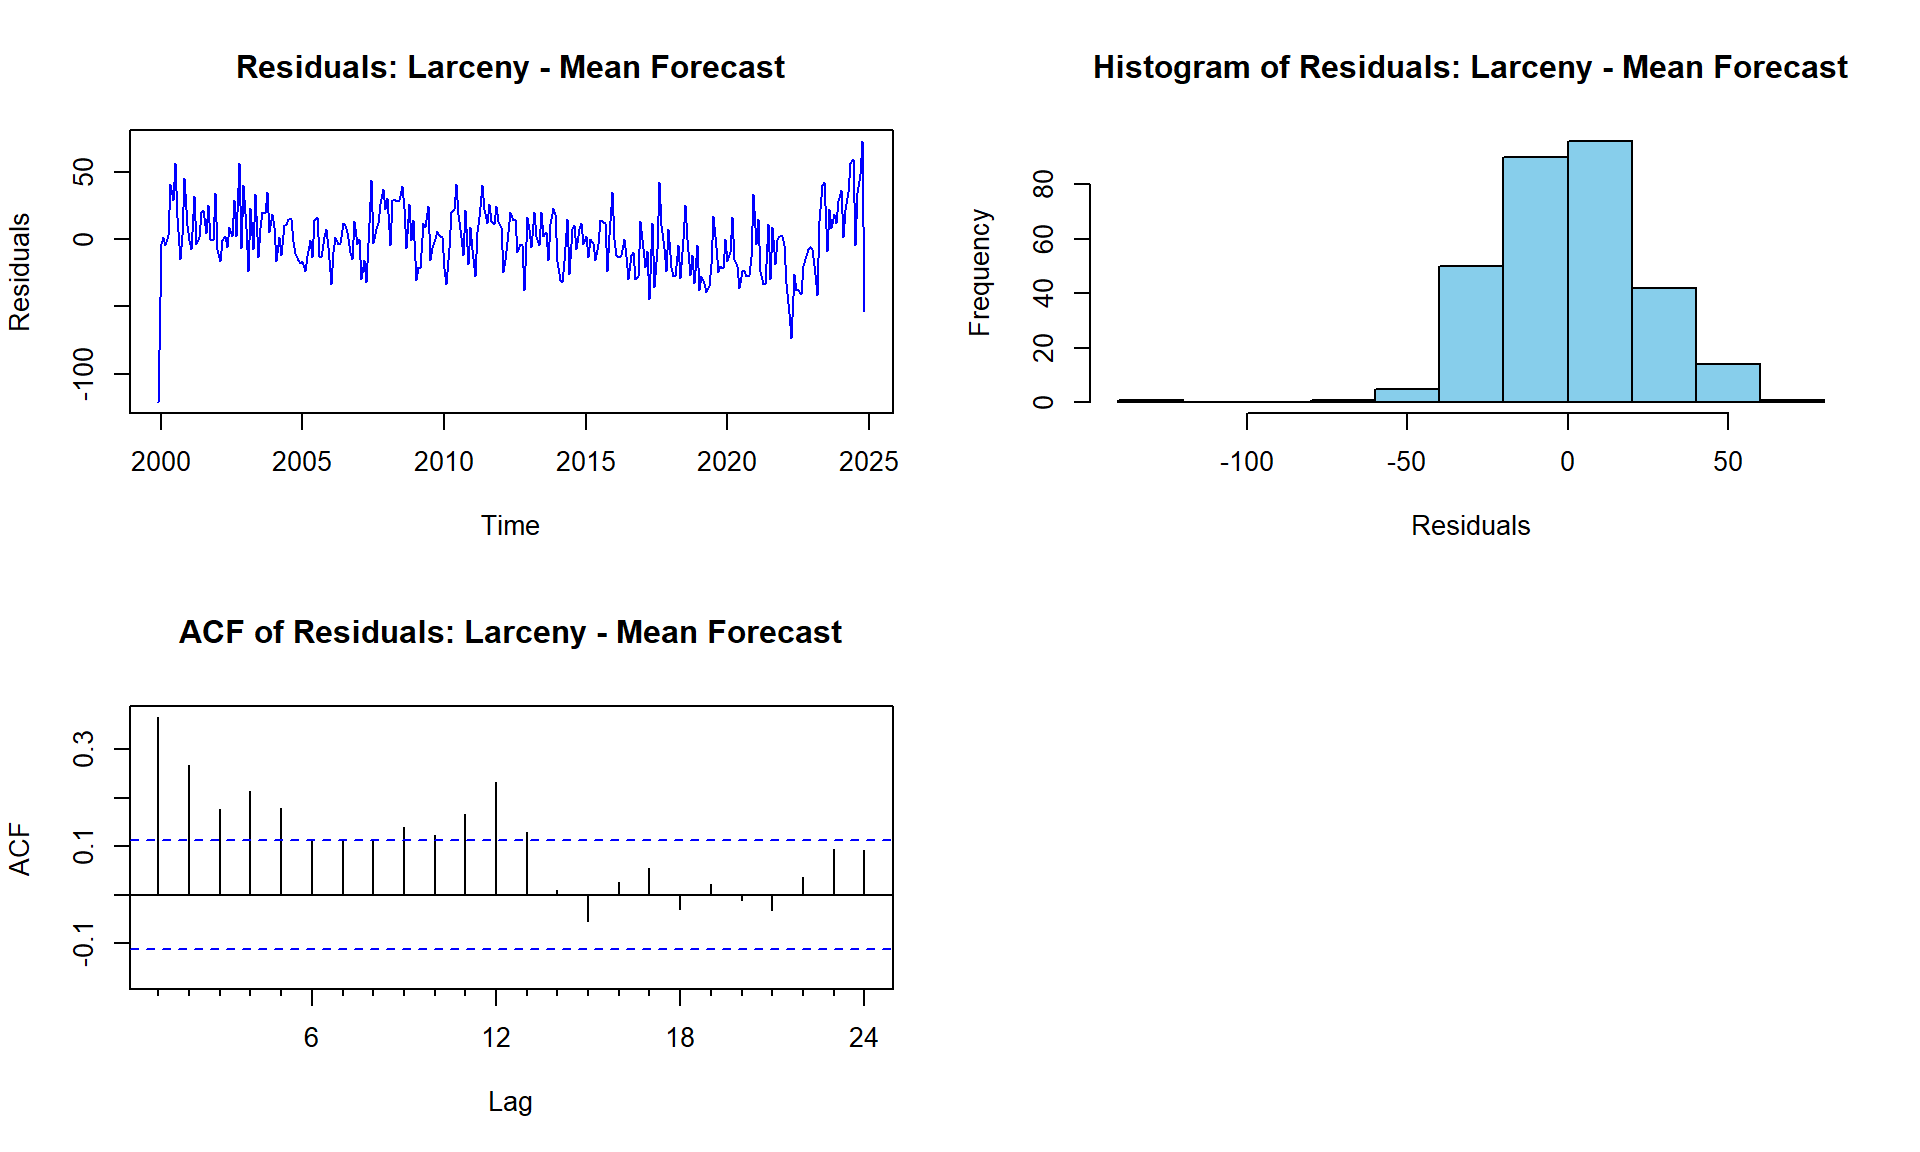 Residuals: Larceny - Mean Forecast
Residuals
50
0
-100
2000 2005 2010 2015 2020 2025
Time
Histogram of Residuals: Larceny - Mean Forecast
Frequency
80
60
40
20
0
-100 -50 0 50
Residuals
ACF of Residuals: Larceny - Mean Forecast
ACF
0.3
0.1
-0.1
6 12 18 24
Lag